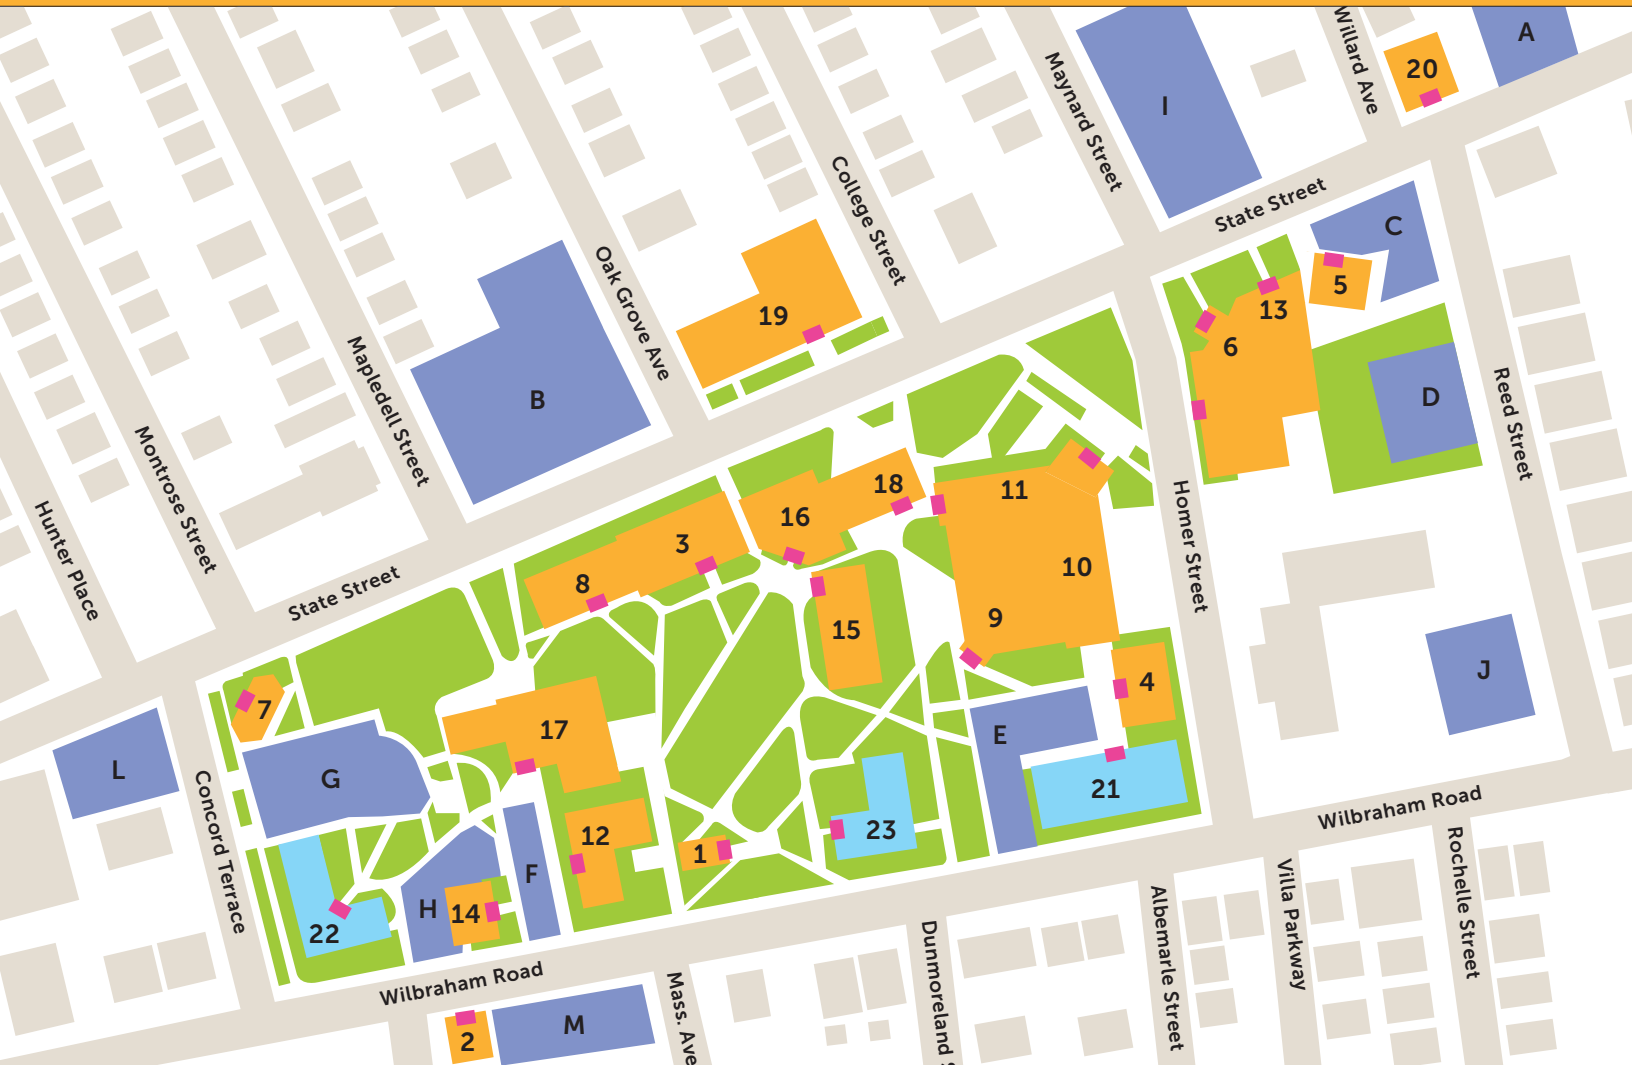 A
20
Willard Ave
I
Maynard Street
State Street
C
5
13
6
College Street
Oak Grove Ave
19
B
D
Reed Street
Mapledell Street
Montrose Street
Hunter Place
State Street
18
16
3
8
11
10
9
15
Homer Street
4
J
E
21
7
17
G
L
Concord Terrace
12
1
23
F
H
14
22
Wilbraham Road
Wilbraham Road
2
M
Mass. Ave
Dunmoreland
Albemarle Street
Villa Parkway
Rochelle Street